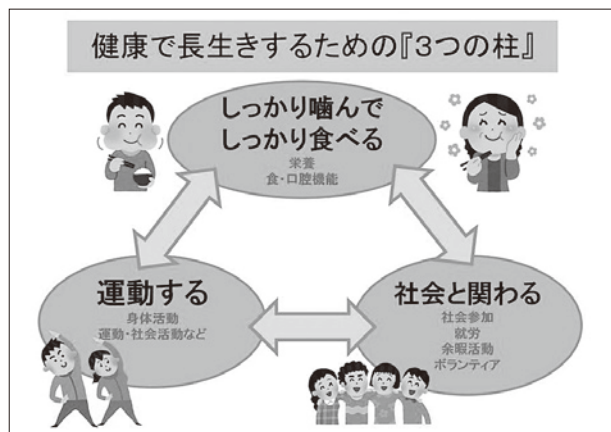 健康で長生きするための『3つの柱』
しっかり噛んで
しっかり食べる
栄養
食・口腔機能
運動する
身体活動
運動・社会活動など
社会と関わる
社会参加
就労
余暇活動
ボランティア